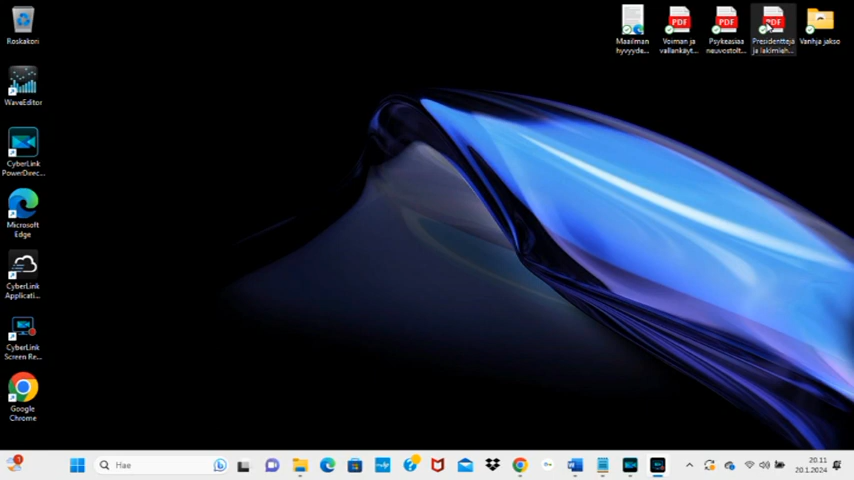 Roskakori
WaveEditor
CyberLink
PowerDirec...
Microsoft
Edge
CyberLink
Applicati...
CyberLink
Screen Re...
Google
Chrome
Maailman
hyvyyde...
PDF
Voiman ja
vallankäyt...
PDF
Psykeasiaa
neuvostolt...
PDF
Presidenttejä
ja lakimieh...
Vanhja jakso
1
Hae
20.11
20.1.2024